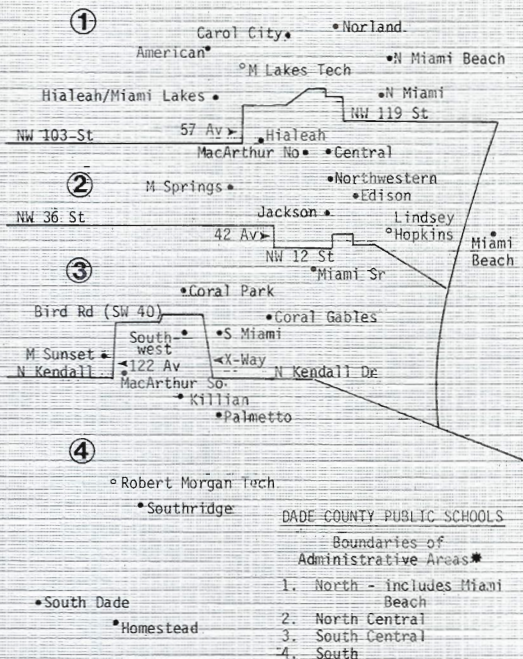 1
Carol City
Norland
American
M Lakes Tech
N Miami Beach
Hialeah/Miami Lakes
N Miami
NW 119 St
57 Av
NW 103 St
Hialeah
MacArthur No
Central
2
M Springs
Northwestern
Edison
NW 36 St
Jackson
Lindsey
Hopkins
42 Av
Miami
Beach
NW 12 St
3
Miami Sr
Coral Park
Bird Rd (SW 40)
Coral Gables
South-
west
S Miami
M Sunset
X-Way
122 Av
N Kendall
N Kendall Dr
MacArthur So.
Killian
Palmetto
4
Robert Morgan Tech
Southridge
DADE COUNTY PUBLIC SCHOOLS
Boundaries of
Administrative Areas*
1. North - includes Miami
Beach
2. North Central
3. South Central
4. South
South Dade
Homestead